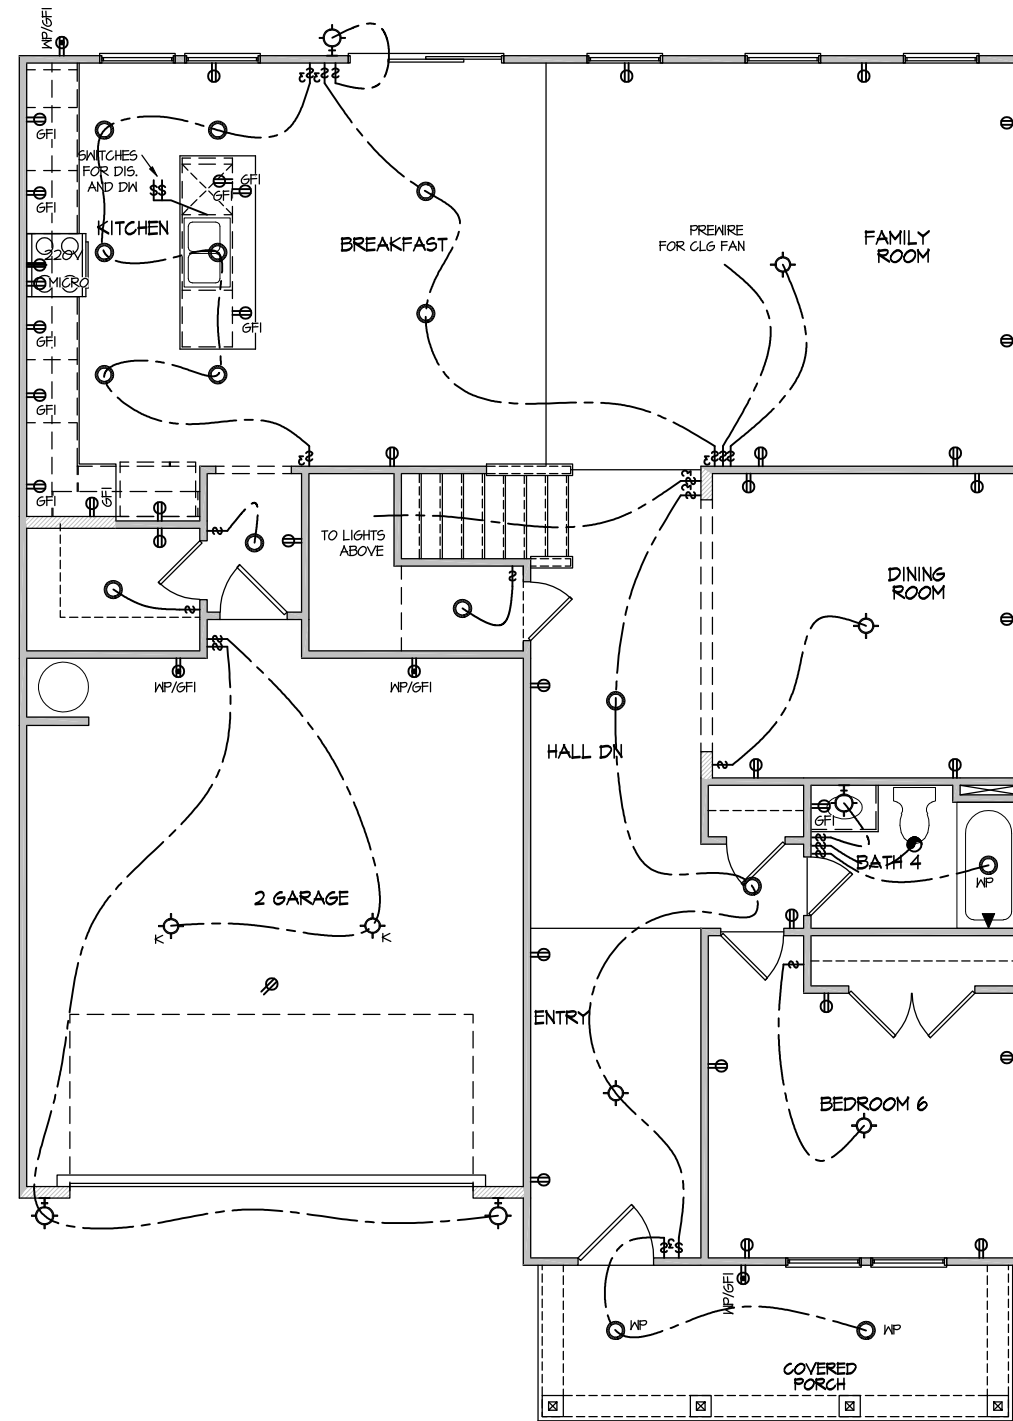 WP/GFI
GFI
SWITCHES
FOR DIS.
AND DW
GFI
GFI
GFI
KITCHEN
BREAKFAST
PREWIRE
FOR CLG FAN
FAMILY
ROOM
220V
MICRO
GFI
GFI
GFI
GFI
GFI
TO LIGHTS
ABOVE
DINING
ROOM
WP/GFI
WP/GFI
HALL DN
GFI
BATH 4
WP
2 GARAGE
K
K
ENTRY
BEDROOM 6
WP/GFI
WP
WP
COVERED
PORCH